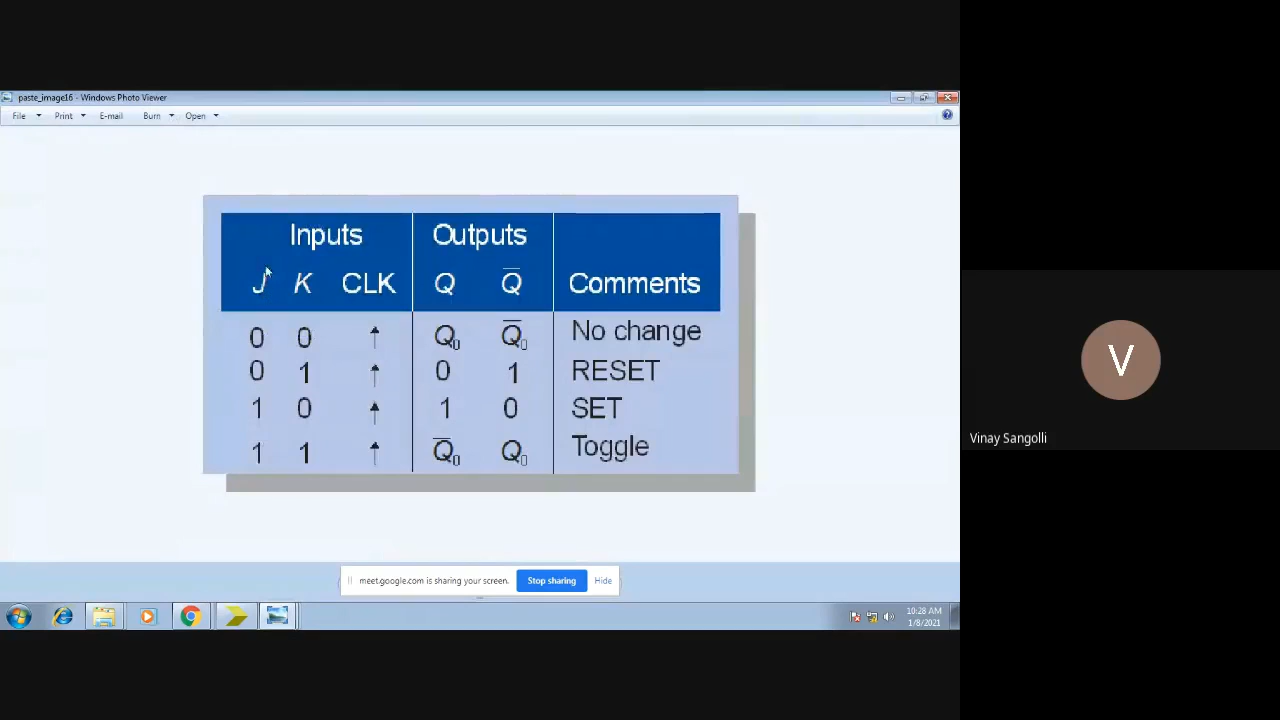 paste_image16 - Windows Photo Viewer
File Print E-mail Burn Open
Inputs Outputs
J K CLK Q Q̅ Comments
0 0 ↑ Q₀ Q̅₀ No change
0 1 ↑ 0 1 RESET
1 0 ↑ 1 0 SET
1 1 ↑ Q̅₀ Q₀ Toggle
V
Vinay Sangolli
meet.google.com is sharing your screen. Stop sharing Hide
10:28 AM
1/8/2021